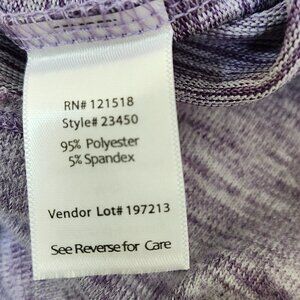 RN# 121518
Style# 23450
95% Polyester
5% Spandex
Vendor Lot# 197213
See Reverse for Care